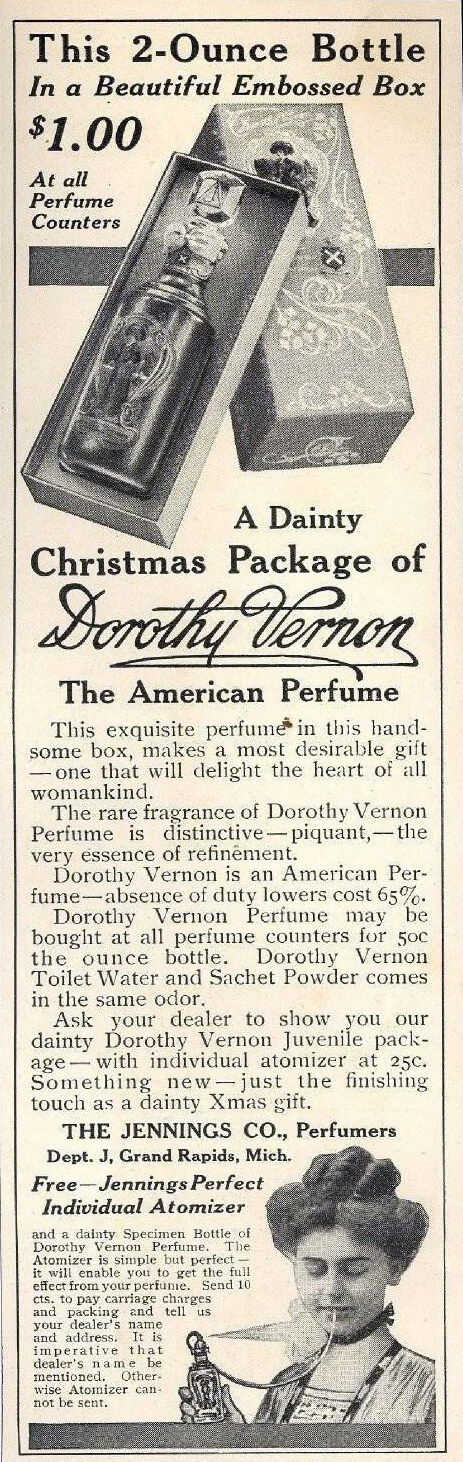 This 2-Ounce Bottle
In a Beautiful Embossed Box
$1.00
At all
Perfume
Counters
A Dainty
Christmas Package of
Dorothy Vernon
The American Perfume
This exquisite perfume in this hand-
some box, makes a most desirable gift
—one that will delight the heart of all
womankind.
The rare fragrance of Dorothy Vernon
Perfume is distinctive—piquant,—the
very essence of refinement.
Dorothy Vernon is an American Per-
fume—absence of duty lowers cost 65%.
Dorothy Vernon Perfume may be
bought at all perfume counters for 50c
the ounce bottle. Dorothy Vernon
Toilet Water and Sachet Powder comes
in the same odor.
Ask your dealer to show you our
dainty Dorothy Vernon Juvenile pack-
age—with individual atomizer at 25c.
Something new—just the finishing
touch as a dainty Xmas gift.
THE JENNINGS CO., Perfumers
Dept. J, Grand Rapids, Mich.
Free—Jennings Perfect
Individual Atomizer
and a dainty Specimen Bottle of
Dorothy Vernon Perfume. The
Atomizer is simple but perfect—
it will enable you to get the full
effect from your perfume. Send 10
cts. to pay carriage charges
and packing and tell us
your dealer's name
and address. It is
imperative that
dealer's name be
mentioned. Other-
wise Atomizer can-
not be sent.